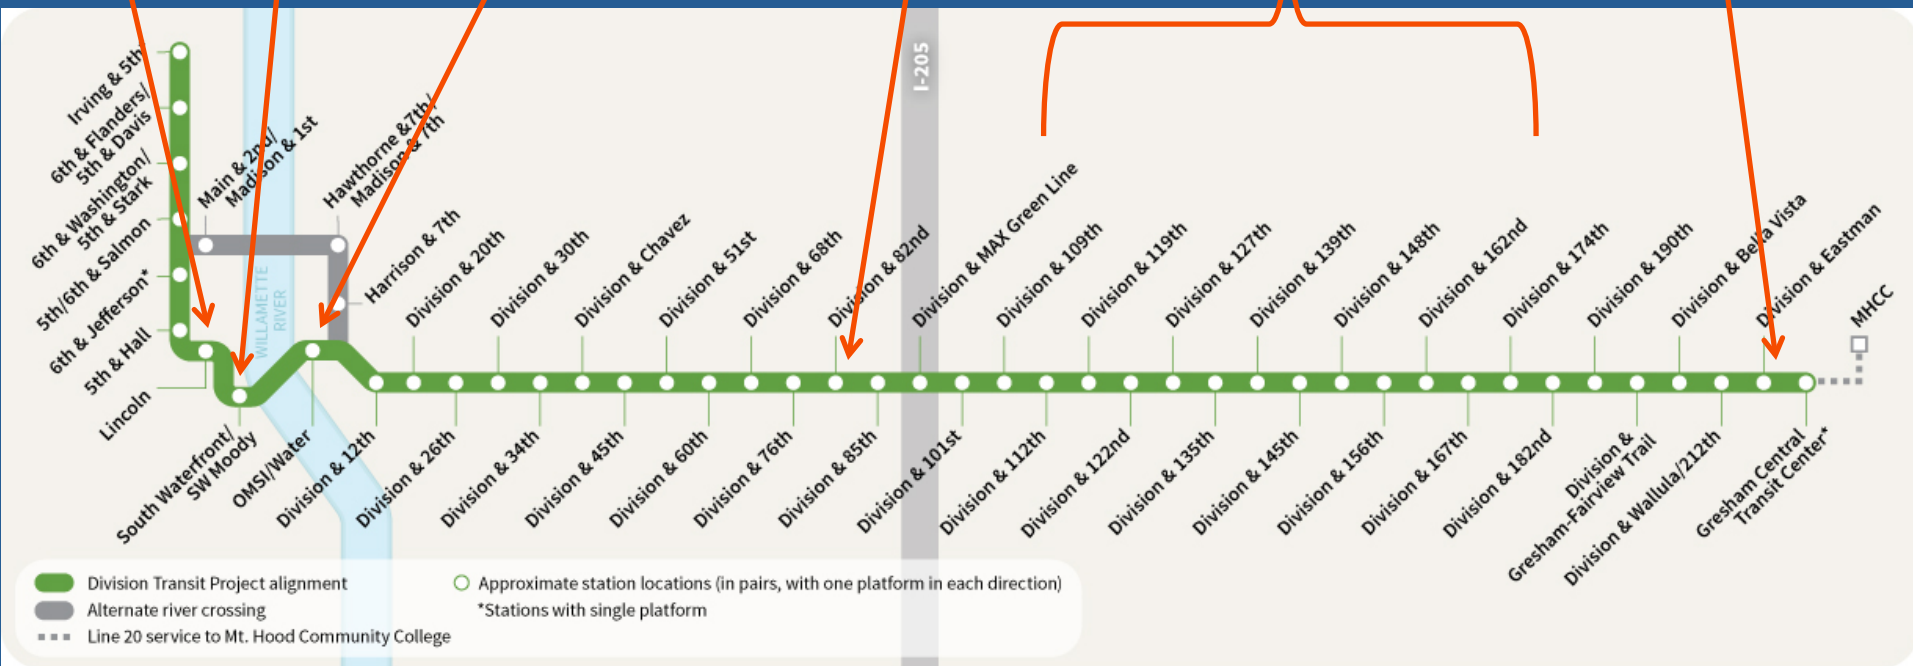 I-205
Irving & 5th*
6th & Flanders/
5th & Davis
6th & Washington/
5th & Stark
5th/6th & Salmon
6th & Jefferson*
5th & Hall
Lincoln
Main & 2nd/
Madison & 1st
Hawthorne & 7th/
Madison & 7th
WILLAMETTE
RIVER
Harrison & 7th
Division & 20th
Division & 30th
Division & Chavez
Division & 51st
Division & 68th
Division & 82nd
Division & MAX Green Line
Division & 109th
Division & 119th
Division & 127th
Division & 139th
Division & 148th
Division & 162nd
Division & 174th
Division & 190th
Division & Bella Vista
Division & Eastman
MHCC
South Waterfront/
SW Moody
OMSI/Water
Division & 12th
Division & 26th
Division & 34th
Division & 45th
Division & 60th
Division & 76th
Division & 85th
Division & 101st
Division & 112th
Division & 122nd
Division & 135th
Division & 145th
Division & 156th
Division & 167th
Division & 182nd
Division &
Gresham-Fairview Trail
Division & Wallula/212th
Gresham Central
Transit Center*
Division Transit Project alignment
Alternate river crossing
Line 20 service to Mt. Hood Community College
Approximate station locations (in pairs, with one platform in each direction)
*Stations with single platform